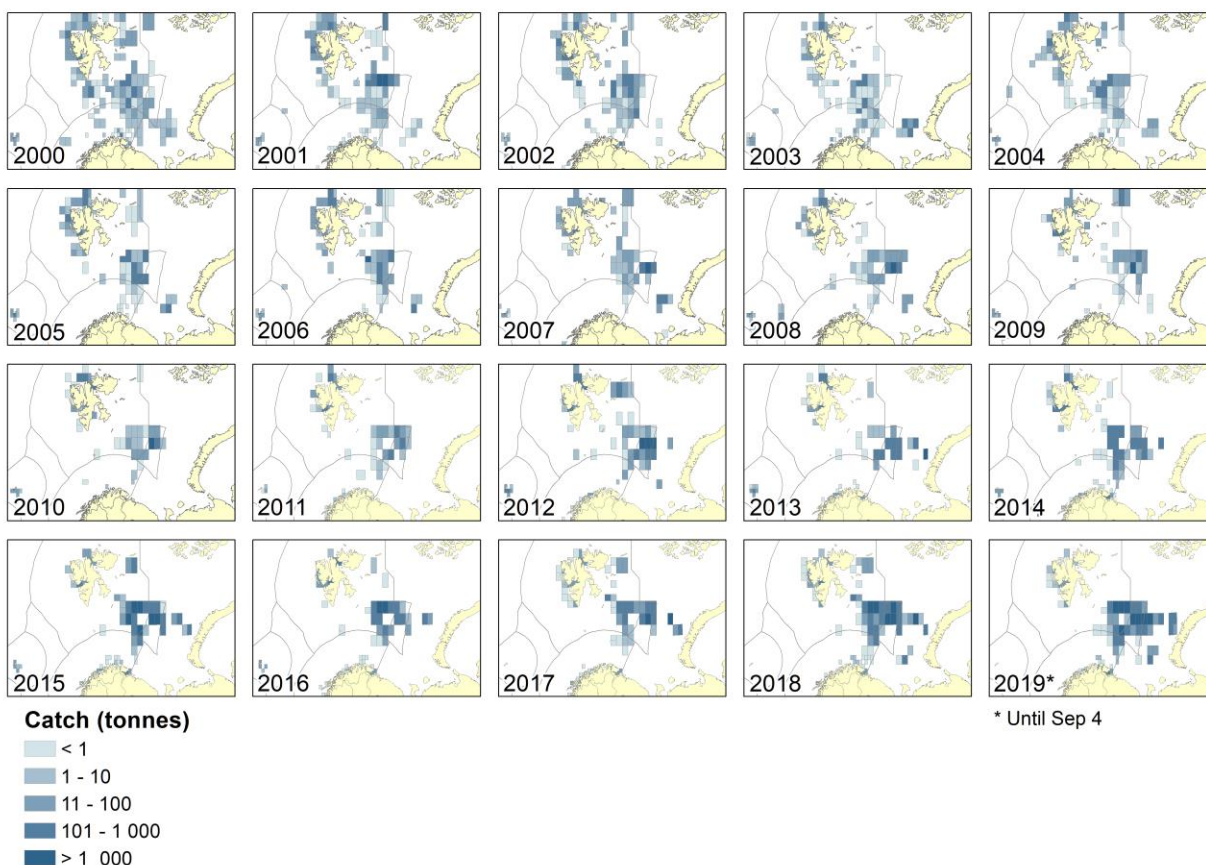 2000 2001 2002 2003 2004
2005 2006 2007 2008 2009
2010 2011 2012 2013 2014
2015 2016 2017 2018 2019*
Catch (tonnes)
* Until Sep 4
< 1
1 - 10
11 - 100
101 - 1 000
> 1 000